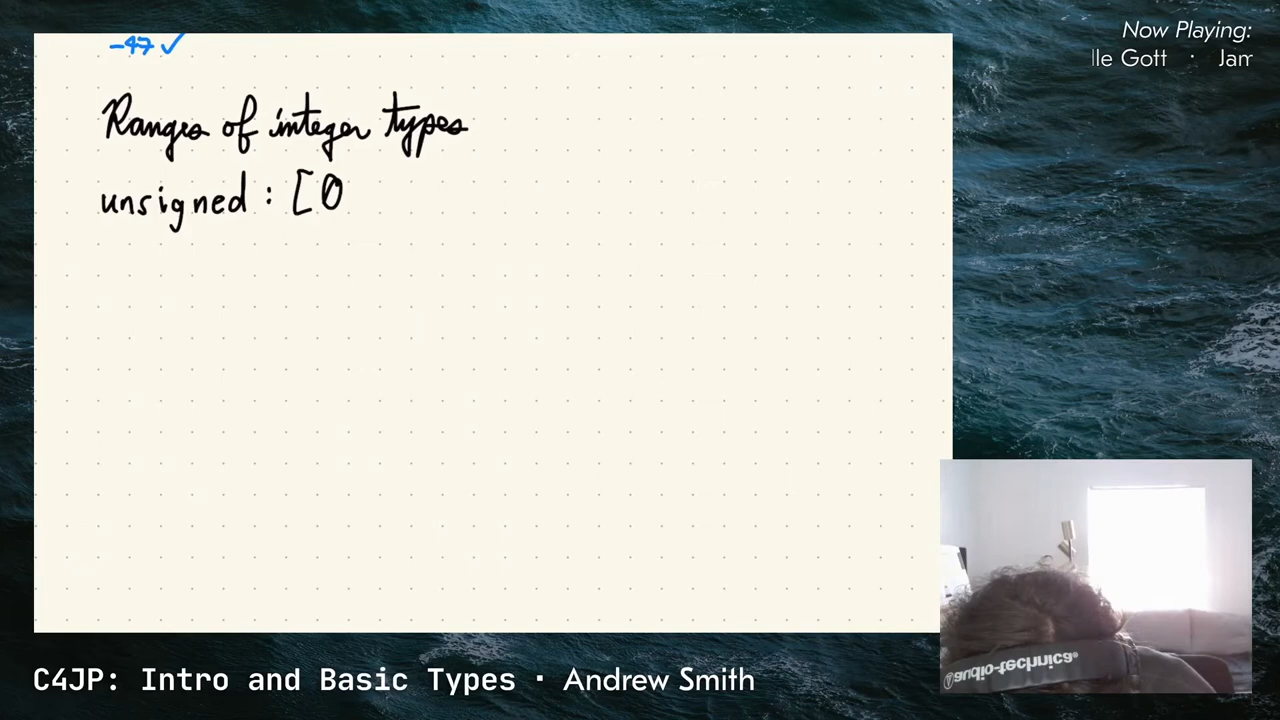 Now Playing:
lle Gott · Jam
-47 ✓
Ranges of integer types
unsigned : [0
audio-technica
C4JP: Intro and Basic Types · Andrew Smith